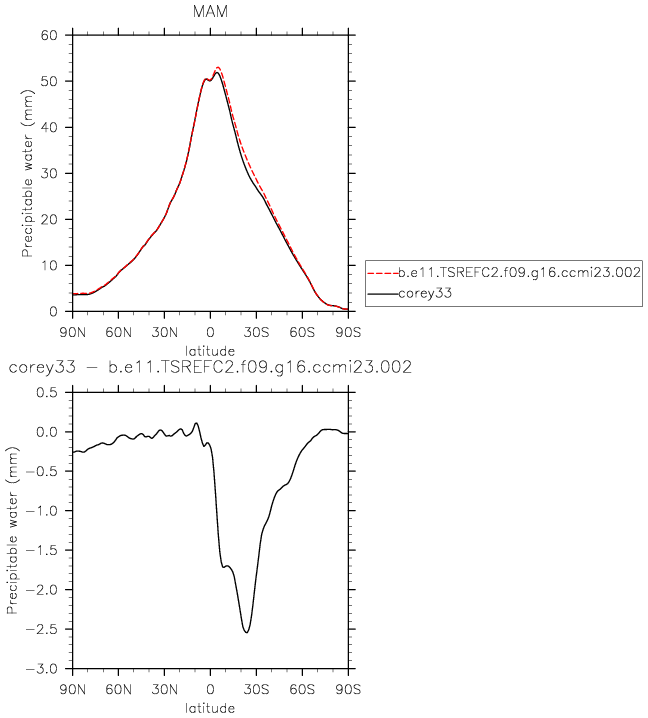 MAM
60
50
40
30
20
10
0
Precipitable water (mm)
90N 60N 30N 0 30S 60S 90S
latitude
b.e11.TSREFC2.f09.g16.ccmi23.002
corey33
corey33 − b.e11.TSREFC2.f09.g16.ccmi23.002
0.5
0.0
−0.5
−1.0
−1.5
−2.0
−2.5
−3.0
Precipitable water (mm)
90N 60N 30N 0 30S 60S 90S
latitude